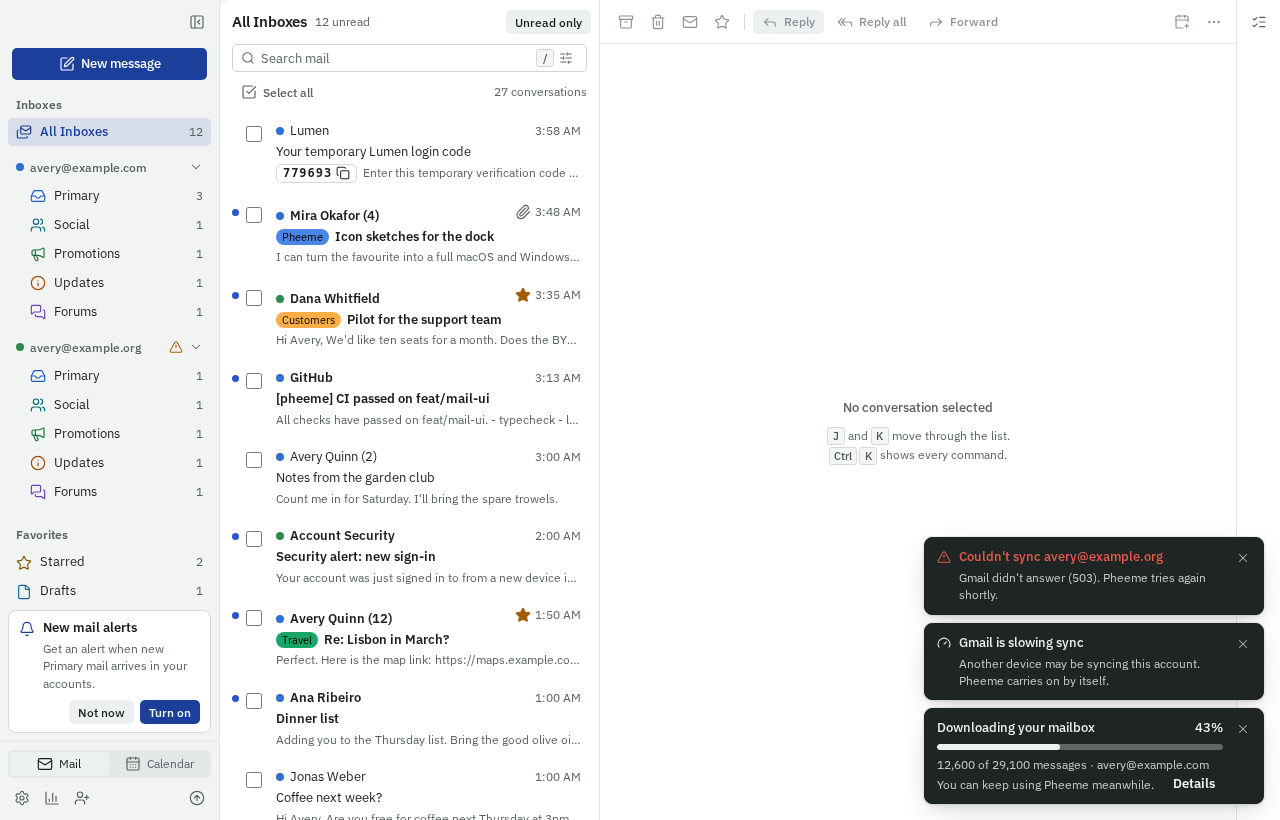 New message
Inboxes
All Inboxes 12
avery@example.com
Primary 3
Social 1
Promotions 1
Updates 1
Forums 1
avery@example.org
Primary 1
Social 1
Promotions 1
Updates 1
Forums 1
Favorites
Starred 2
Drafts 1
New mail alerts
Get an alert when new
Primary mail arrives in your
accounts.
Not now Turn on
Mail Calendar
All Inboxes 12 unread Unread only
Search mail /
Select all 27 conversations
Lumen 3:58 AM
Your temporary Lumen login code
779693 Enter this temporary verification code ...
Mira Okafor (4) 3:48 AM
Pheeme Icon sketches for the dock
I can turn the favourite into a full macOS and Windows...
Dana Whitfield 3:35 AM
Customers Pilot for the support team
Hi Avery, We'd like ten seats for a month. Does the BY...
GitHub 3:13 AM
[pheeme] CI passed on feat/mail-ui
All checks have passed on feat/mail-ui. - typecheck - l...
Avery Quinn (2) 3:00 AM
Notes from the garden club
Count me in for Saturday. I'll bring the spare trowels.
Account Security 2:00 AM
Security alert: new sign-in
Your account was just signed in to from a new device i...
Avery Quinn (12) 1:50 AM
Travel Re: Lisbon in March?
Perfect. Here is the map link: https://maps.example.co...
Ana Ribeiro 1:00 AM
Dinner list
Adding you to the Thursday list. Bring the good olive oi...
Jonas Weber 1:00 AM
Coffee next week?
Hi Avery, Are you free for coffee next Thursday at 3pm
Reply Reply all Forward
No conversation selected
J and K move through the list.
Ctrl K shows every command.
Couldn't sync avery@example.org
Gmail didn't answer (503). Pheeme tries again
shortly.
Gmail is slowing sync
Another device may be syncing this account.
Pheeme carries on by itself.
Downloading your mailbox 43%
12,600 of 29,100 messages · avery@example.com
You can keep using Pheeme meanwhile. Details